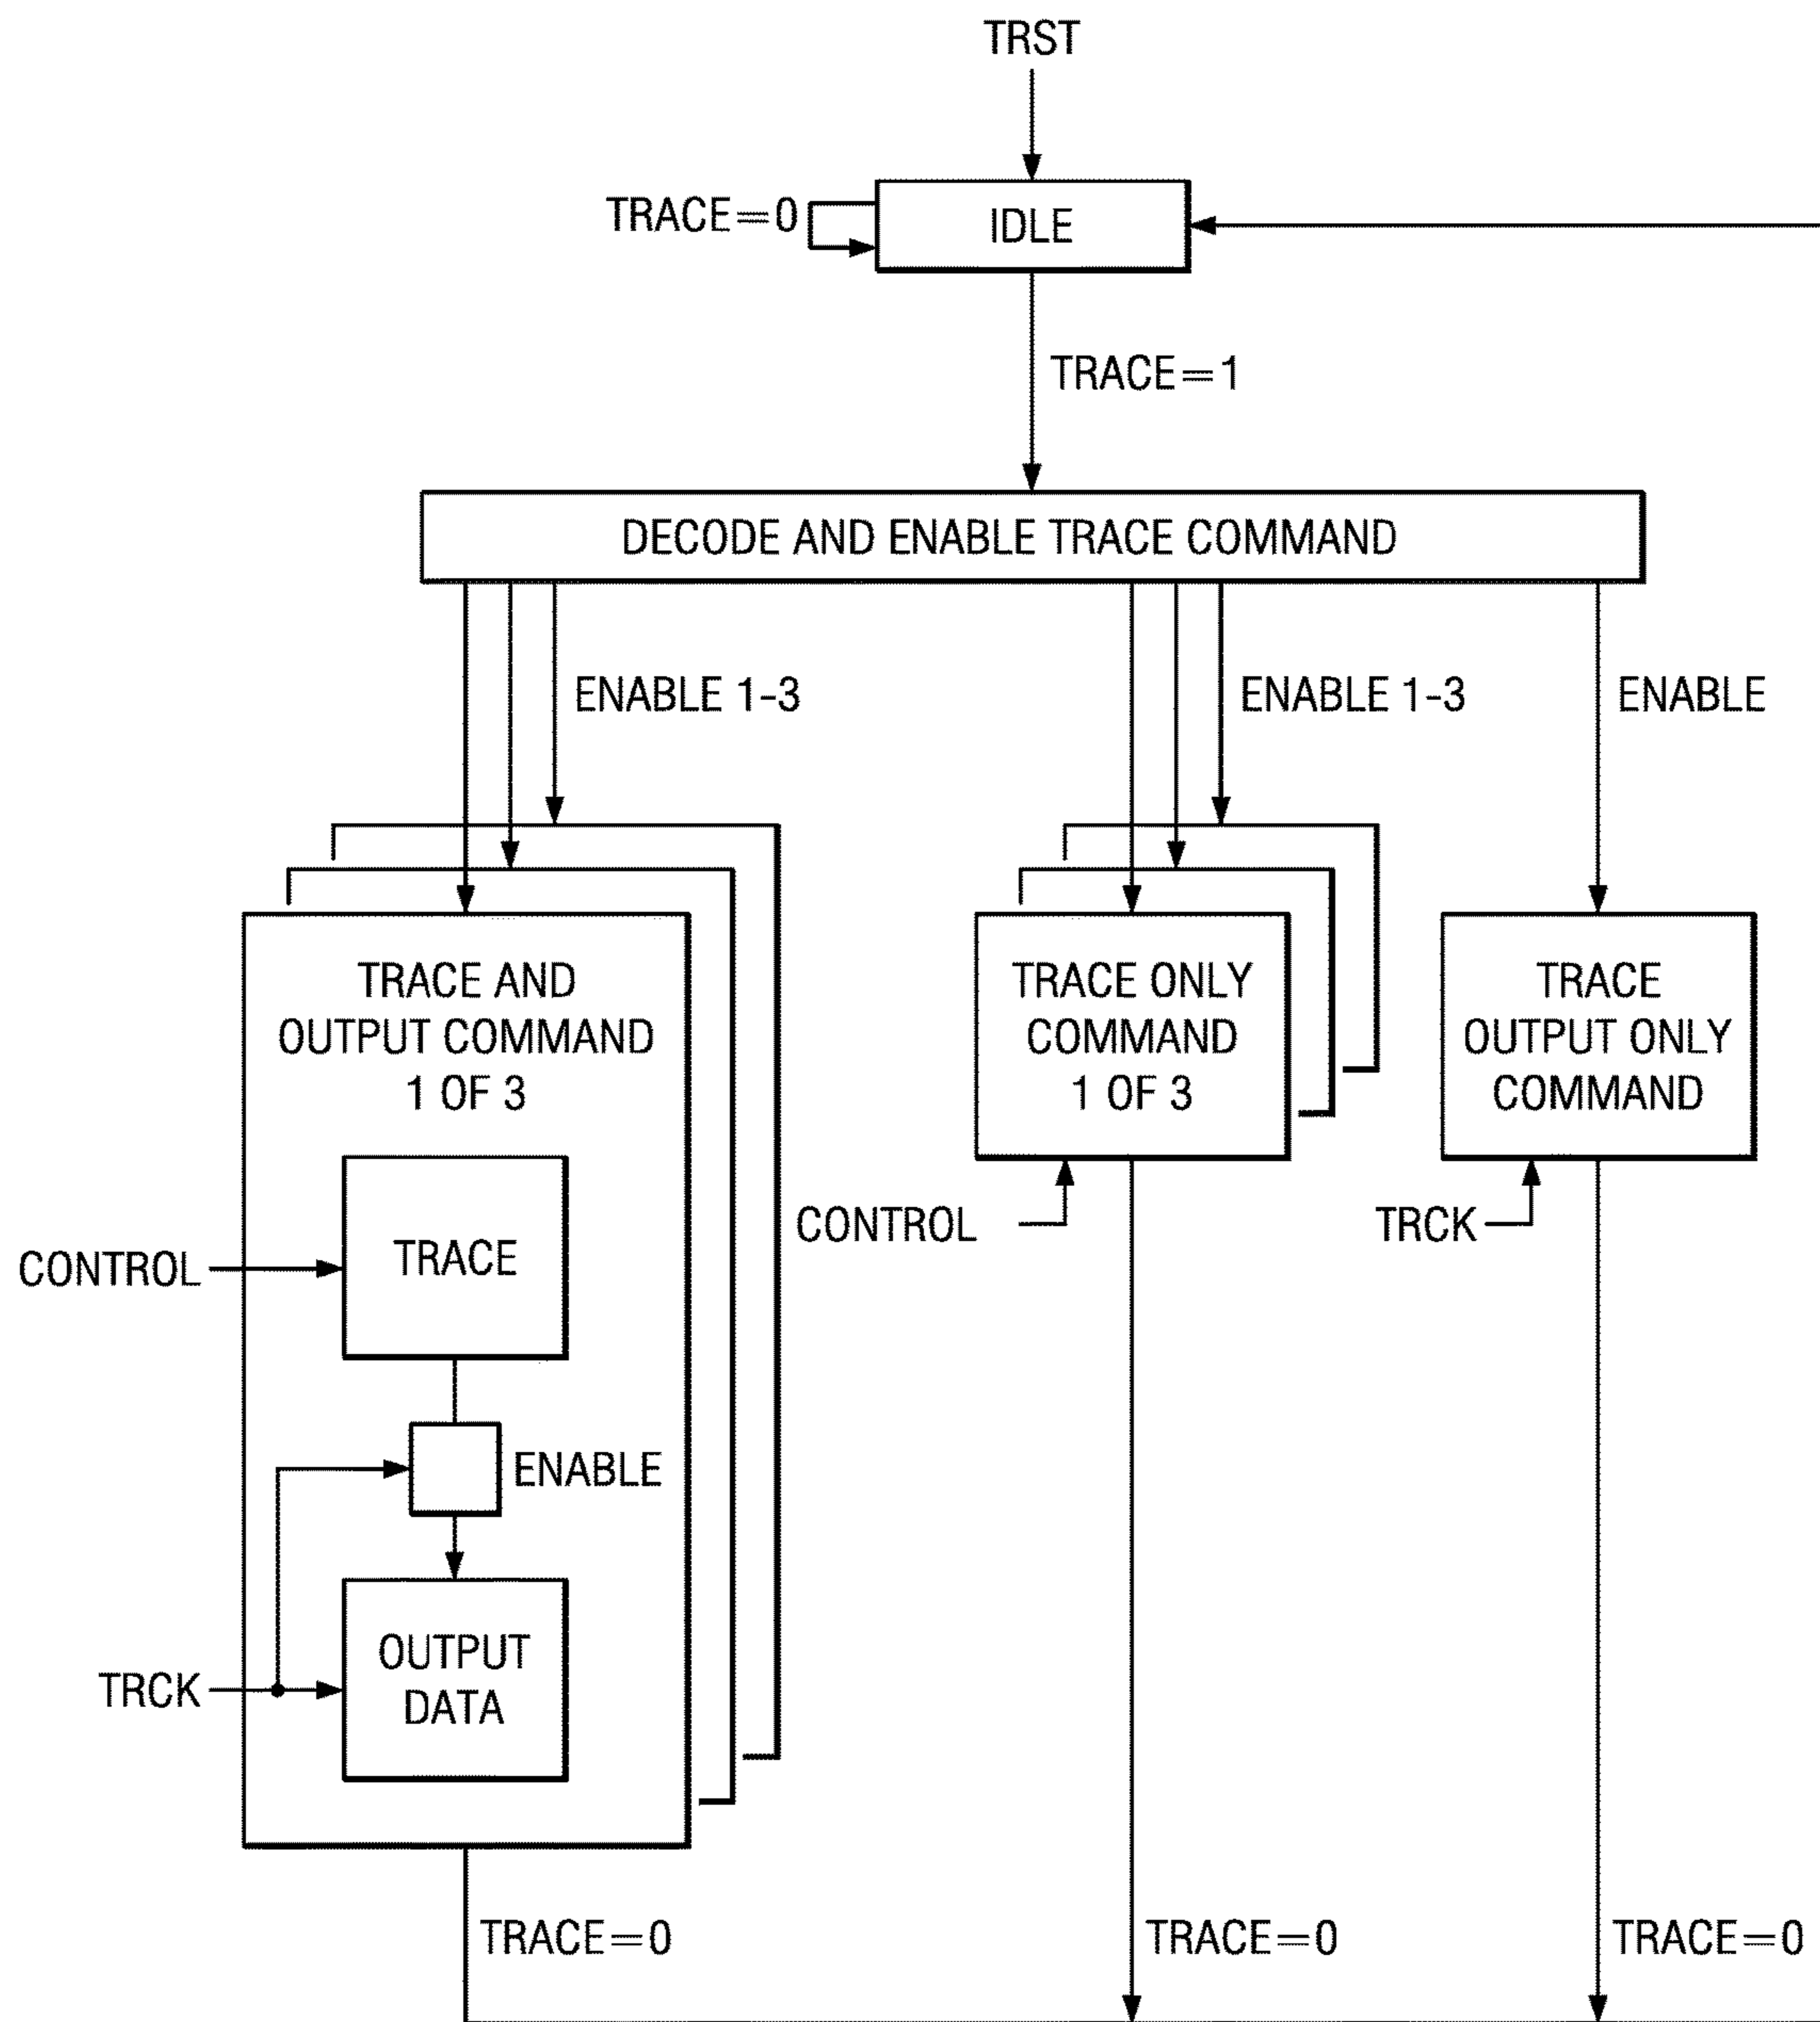 TRST
TRACE=0
IDLE
TRACE=1
DECODE AND ENABLE TRACE COMMAND
ENABLE 1-3
ENABLE 1-3
ENABLE
TRACE AND
OUTPUT COMMAND
1 OF 3
TRACE ONLY
COMMAND
1 OF 3
TRACE
OUTPUT ONLY
COMMAND
CONTROL
TRCK
CONTROL
TRACE
ENABLE
TRCK
OUTPUT
DATA
TRACE=0
TRACE=0
TRACE=0